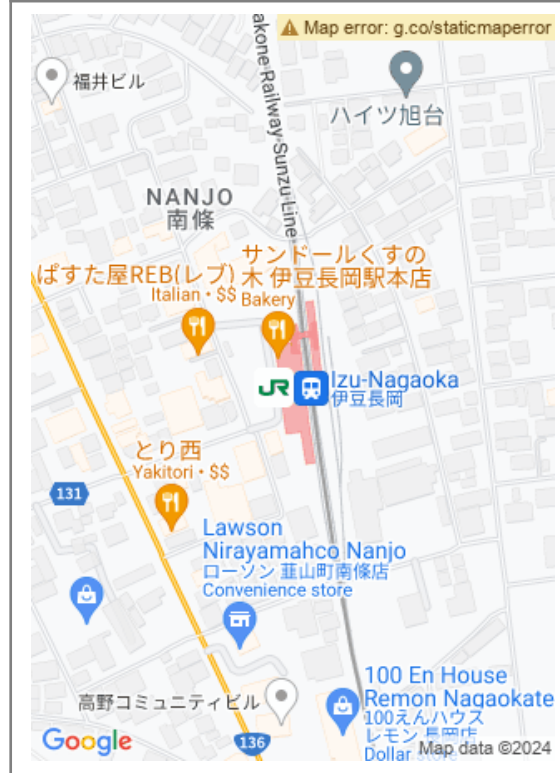 Map error: g.co/staticmaperror
akone Railway-Sunzu-Line
福井ビル
ハイツ旭台
NANJO
南條
サンドールくすの
木 伊豆長岡駅本店
Bakery
ぱすた屋REB(レブ)
Italian • $$
JR
Izu-Nagaoka
伊豆長岡
とり西
Yakitori • $$
131
Lawson
Nirayamahco Nanjo
ローソン 韮山町南條店
Convenience store
100 En House
Remon Nagaokate
100えんハウス
レモン 長岡店
Dollar
高野コミュニティビル
136
Google
Map data ©2024